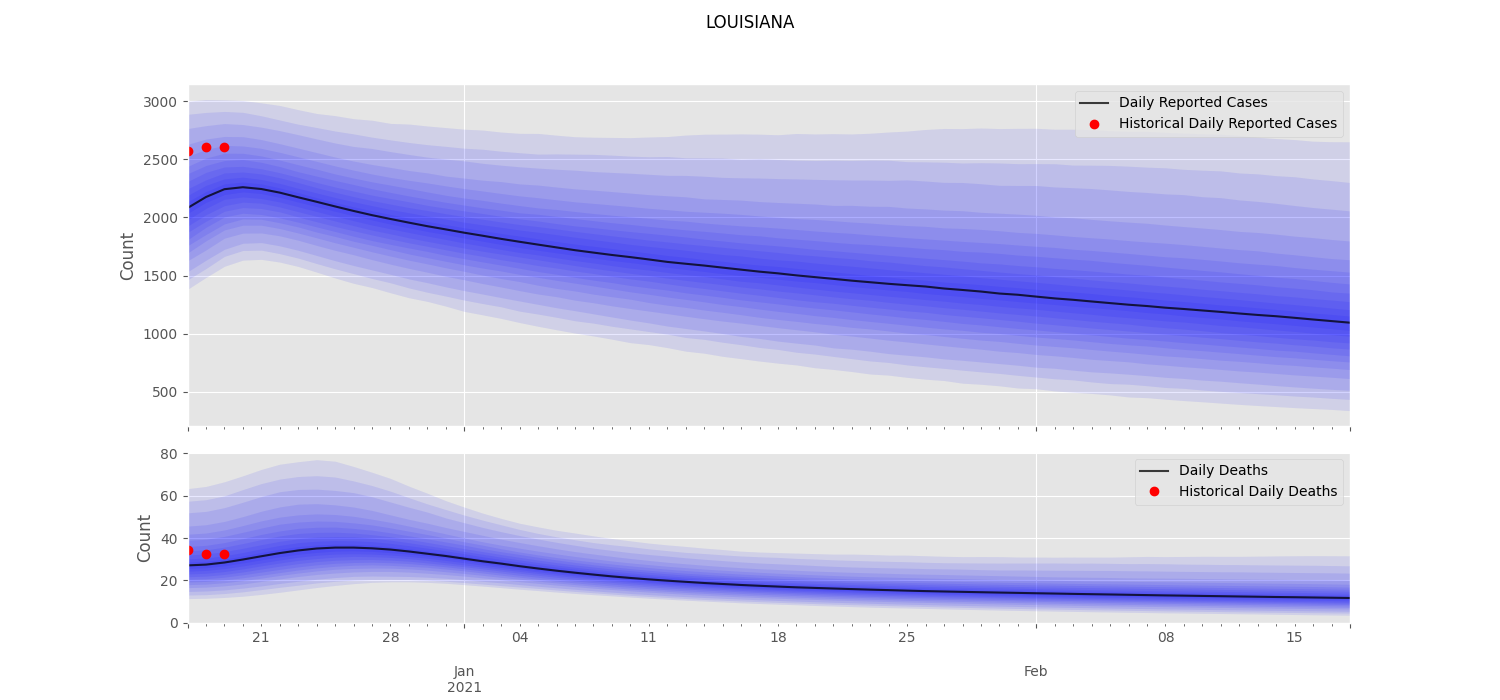 LOUISIANA
Daily Reported Cases
Historical Daily Reported Cases
3000
2500
2000
1500
1000
500
Count
Daily Deaths
Historical Daily Deaths
80
60
40
20
0
Count
21 28 04 11 18 25 08 15
Jan Feb
2021